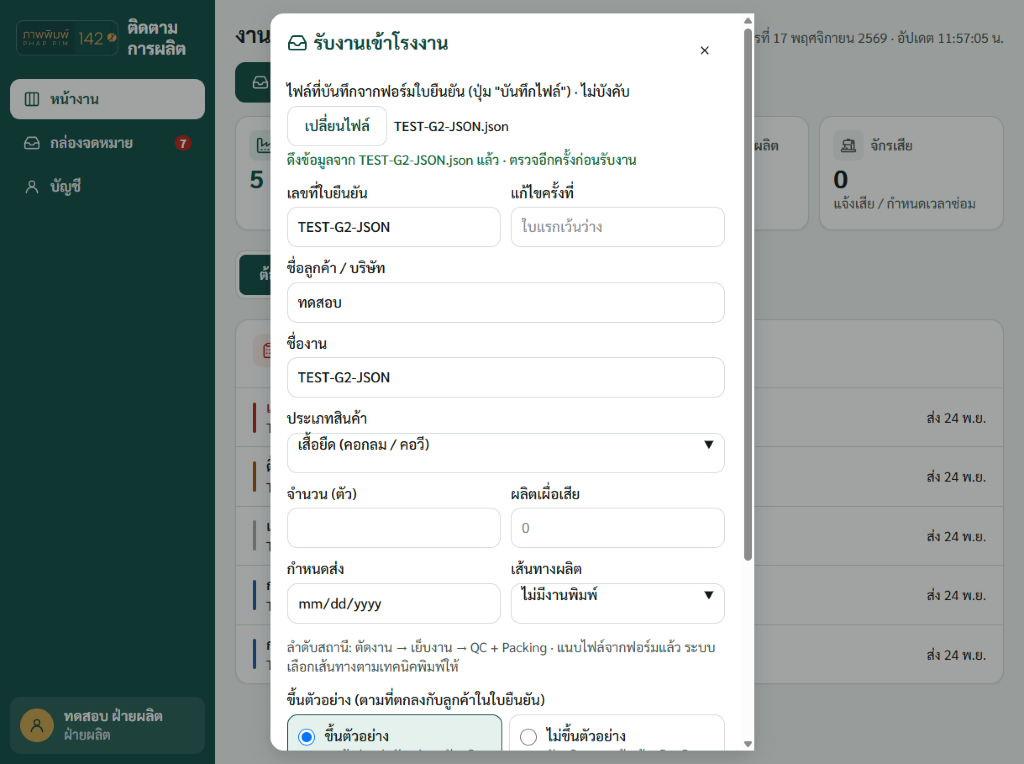 ภาพพิมพ์
PHAP PIM
142
ติดตาม
การผลิต
หน้างาน
กล่องจดหมาย
7
บัญชี
ทดสอบ ฝ่ายผลิต
ฝ่ายผลิต
งาน
17 พฤศจิกายน 2569 · อัปเดต 11:57:05 น.
5
ผลิต
จักรเสีย
0
แจ้งเสีย / กำหนดเวลาซ่อม
ส่ง 24 พ.ย.
ส่ง 24 พ.ย.
ส่ง 24 พ.ย.
ส่ง 24 พ.ย.
ส่ง 24 พ.ย.
รับงานเข้าโรงงาน
×
ไฟล์ที่บันทึกจากฟอร์มใบยืนยัน (ปุ่ม "บันทึกไฟล์") · ไม่บังคับ
เปลี่ยนไฟล์ TEST-G2-JSON.json
ดึงข้อมูลจาก TEST-G2-JSON.json แล้ว · ตรวจอีกครั้งก่อนรับงาน
เลขที่ใบยืนยัน แก้ไขครั้งที่
TEST-G2-JSON ใบแรกเว้นว่าง
ชื่อลูกค้า / บริษัท
ทดสอบ
ชื่องาน
TEST-G2-JSON
ประเภทสินค้า
เสื้อยืด (คอกลม / คอวี)
จำนวน (ตัว) ผลิตเผื่อเสีย
0
กำหนดส่ง เส้นทางผลิต
mm/dd/yyyy ไม่มีงานพิมพ์
ลำดับสถานี: ตัดงาน → เย็บงาน → QC + Packing · แนบไฟล์จากฟอร์มแล้ว ระบบ
เลือกเส้นทางตามเทคนิคพิมพ์ให้
ขึ้นตัวอย่าง (ตามที่ตกลงกับลูกค้าในใบยืนยัน)
ขึ้นตัวอย่าง ไม่ขึ้นตัวอย่าง